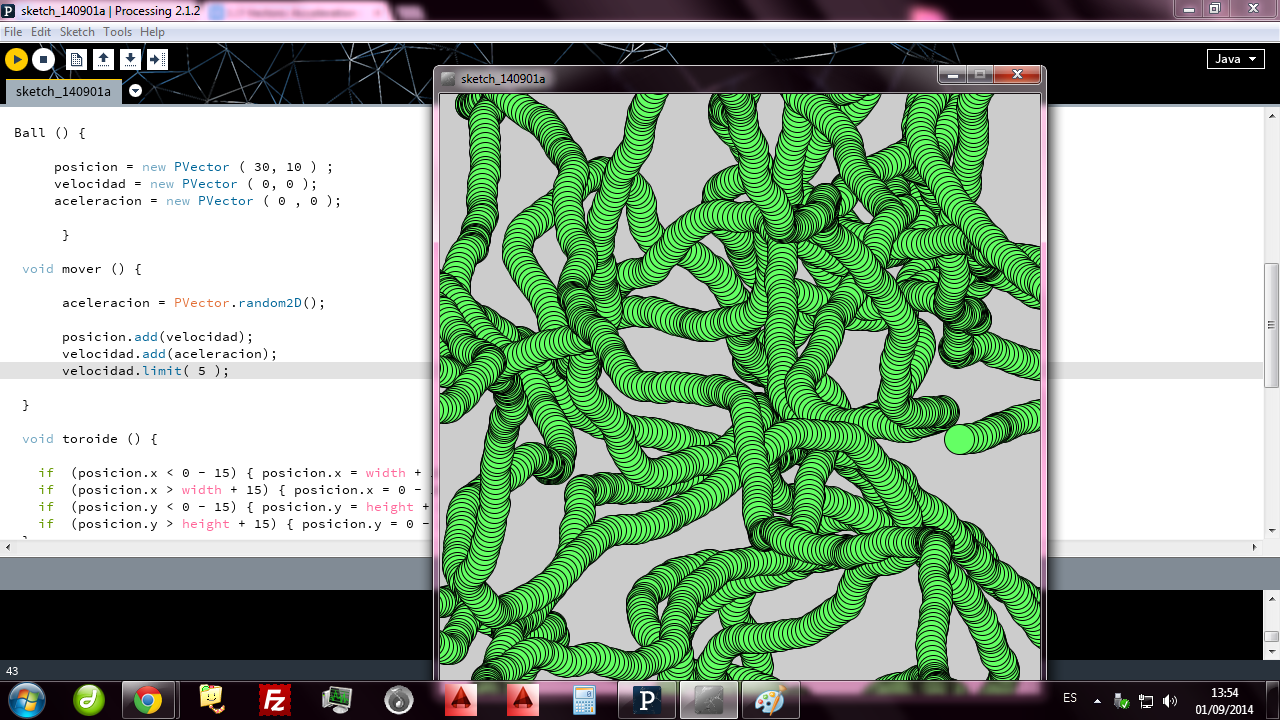 sketch_140901a | Processing 2.1.2
File Edit Sketch Tools Help
Java
sketch_140901a
sketch_140901a
Ball () {
posicion = new PVector ( 30, 10 ) ;
velocidad = new PVector ( 0, 0 );
aceleracion = new PVector ( 0 , 0 );
}
void mover () {
aceleracion = PVector.random2D();
posicion.add(velocidad);
velocidad.add(aceleracion);
velocidad.limit( 5 );
}
void toroide () {
if (posicion.x < 0 - 15) { posicion.x = width +
if (posicion.x > width + 15) { posicion.x = 0 -
if (posicion.y < 0 - 15) { posicion.y = height +
if (posicion.y > height + 15) { posicion.y = 0 -
43
ES
13:54
01/09/2014